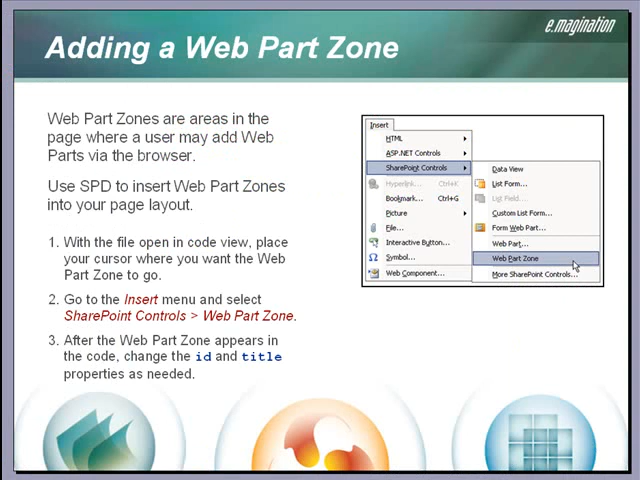 e.magination
Adding a Web Part Zone
Web Part Zones are areas in the
page where a user may add Web
Parts via the browser.
Use SPD to insert Web Part Zones
into your page layout.
1. With the file open in code view, place
your cursor where you want the Web
Part Zone to go.
2. Go to the Insert menu and select
SharePoint Controls > Web Part Zone.
3. After the Web Part Zone appears in
the code, change the id and title
properties as needed.
Insert
HTML
ASP.NET Controls
SharePoint Controls
Hyperlink... Ctrl+K
Bookmark... Ctrl+G
Picture
File...
Interactive Button...
Symbol...
Web Component...
Data View
List Form...
List Field...
Custom List Form...
Form Web Part...
Web Part...
Web Part Zone
More SharePoint Controls...